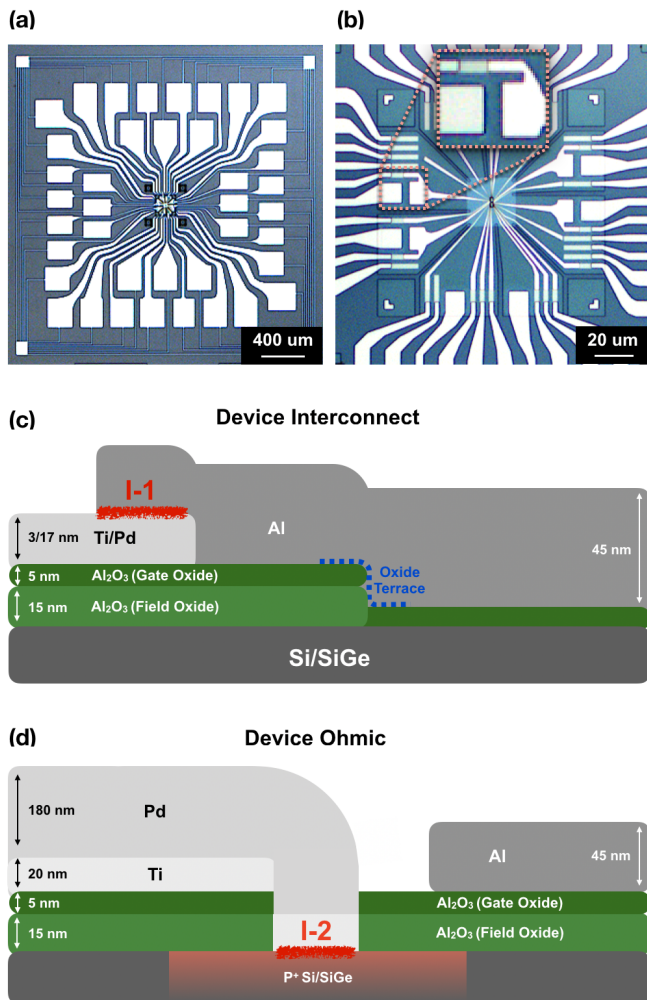 (a)
(b)
400 um
20 um
(c)
Device Interconnect
I-1
3/17 nm
Ti/Pd
Al
45 nm
5 nm
Al₂O₃ (Gate Oxide)
Oxide
Terrace
15 nm
Al₂O₃ (Field Oxide)
Si/SiGe
(d)
Device Ohmic
180 nm
Pd
20 nm
Ti
Al
45 nm
5 nm
Al₂O₃ (Gate Oxide)
15 nm
I-2
Al₂O₃ (Field Oxide)
P⁺ Si/SiGe